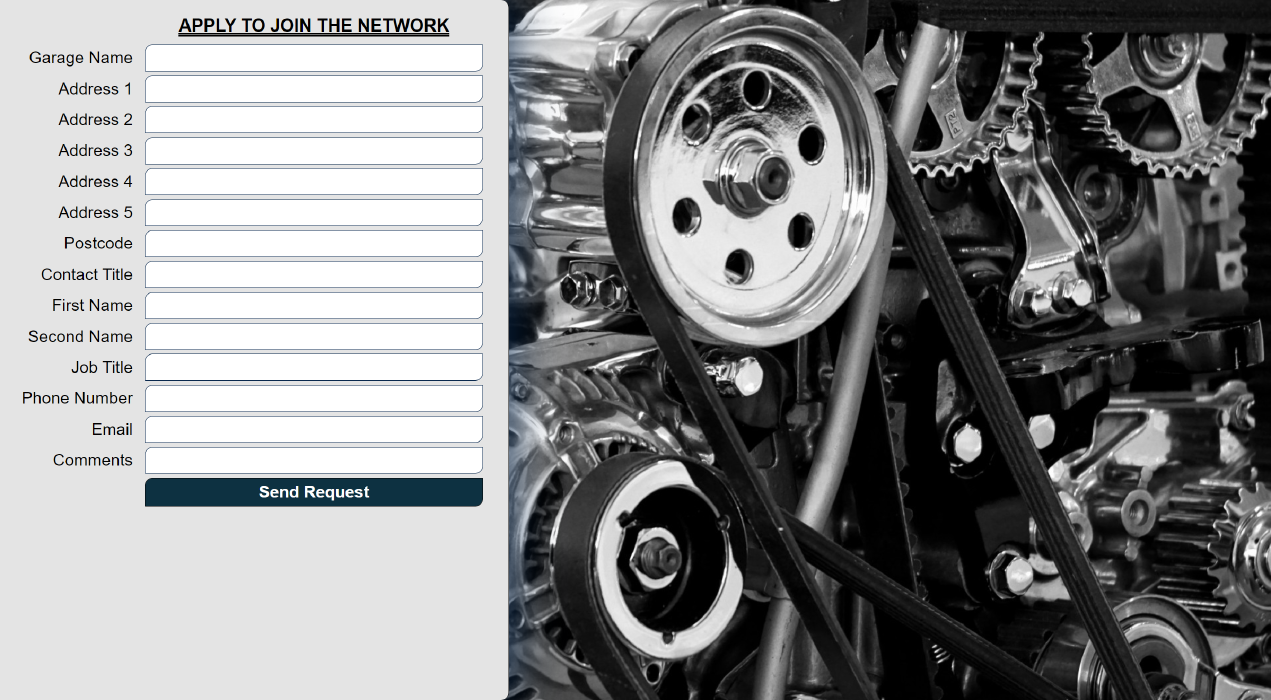 APPLY TO JOIN THE NETWORK
Garage Name
Address 1
Address 2
Address 3
Address 4
Address 5
Postcode
Contact Title
First Name
Second Name
Job Title
Phone Number
Email
Comments
Send Request